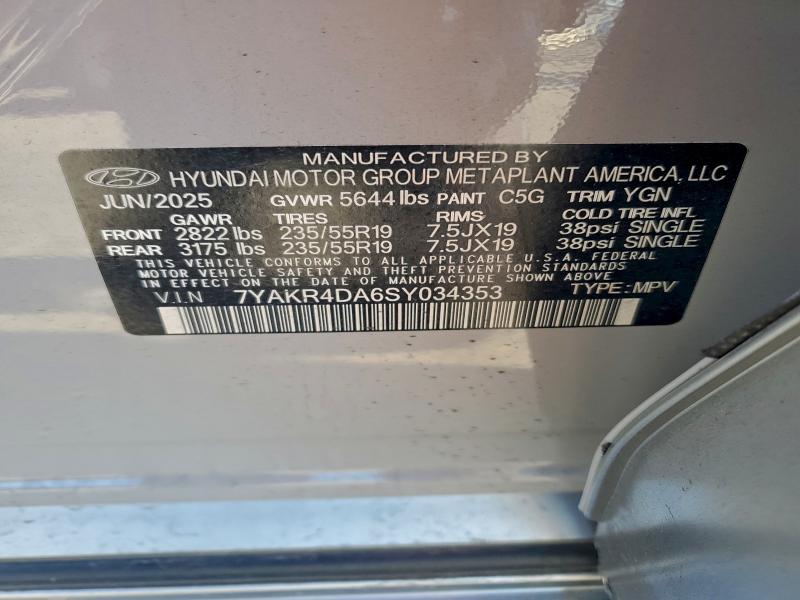 MANUFACTURED BY
HYUNDAI MOTOR GROUP METAPLANT AMERICA, LLC
JUN/2025 GVWR 5644 lbs PAINT C5G TRIM YGN
GAWR TIRES RIMS COLD TIRE INFL
FRONT 2822 lbs 235/55R19 7.5JX19 38psi SINGLE
REAR 3175 lbs 235/55R19 7.5JX19 38psi SINGLE
THIS VEHICLE CONFORMS TO ALL APPLICABLE U.S.A. FEDERAL
MOTOR VEHICLE SAFETY AND THEFT PREVENTION STANDARDS
IN EFFECT ON THE DATE OF MANUFACTURE SHOWN ABOVE
V.I.N 7YAKR4DA6SY034353 TYPE: MPV